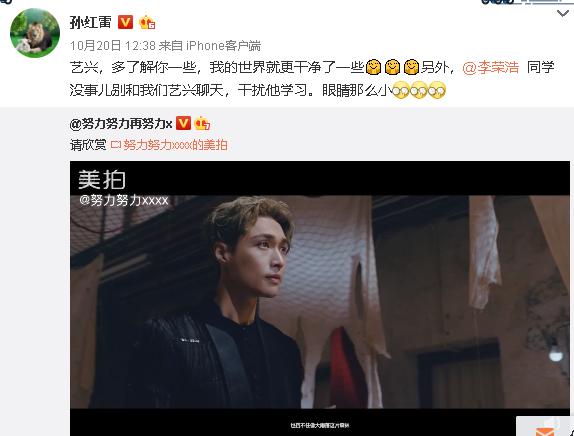 孙红雷
10月20日 12:38 来自 iPhone客户端
艺兴，多了解你一些，我的世界就更干净了一些 另外，@李荣浩 同学
没事儿别和我们艺兴聊天，干扰他学习。眼睛那么小
@努力努力再努力x
请欣赏 努力努力xxxx的美拍
美拍
@努力努力xxxx